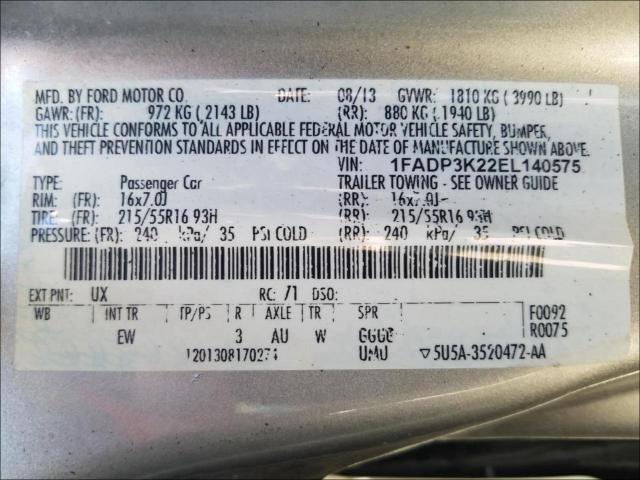 MFD. BY FORD MOTOR CO. DATE: 08/13 GVWR: 1810 KG ( 3990 LB)
GAWR: (FR): 972 KG ( 2143 LB) (RR): 880 KG ( 1940 LB)
THIS VEHICLE CONFORMS TO ALL APPLICABLE FEDERAL MOTOR VEHICLE SAFETY, BUMPER,
AND THEFT PREVENTION STANDARDS IN EFFECT ON THE DATE OF MANUFACTURE SHOWN ABOVE.
VIN: 1FADP3K22EL140575
TYPE: Passenger Car TRAILER TOWING - SEE OWNER GUIDE
RIM: (FR): 16x7.0J (RR): 16x7.0J
TIRE: (FR): 215/55R16 93H (RR): 215/55R16 93H
PRESSURE: (FR): 240 kPa/ 35 PSI COLD (RR): 240 kPa/ 35 PSI COLD
EXT PNT: UX RC: 71 DSO:
WB INT TR TP/PS R AXLE TR SPR F0092
EW 3 AU W GGGG R0075
UMU
1201308170274 ▽5U5A-3520472-AA